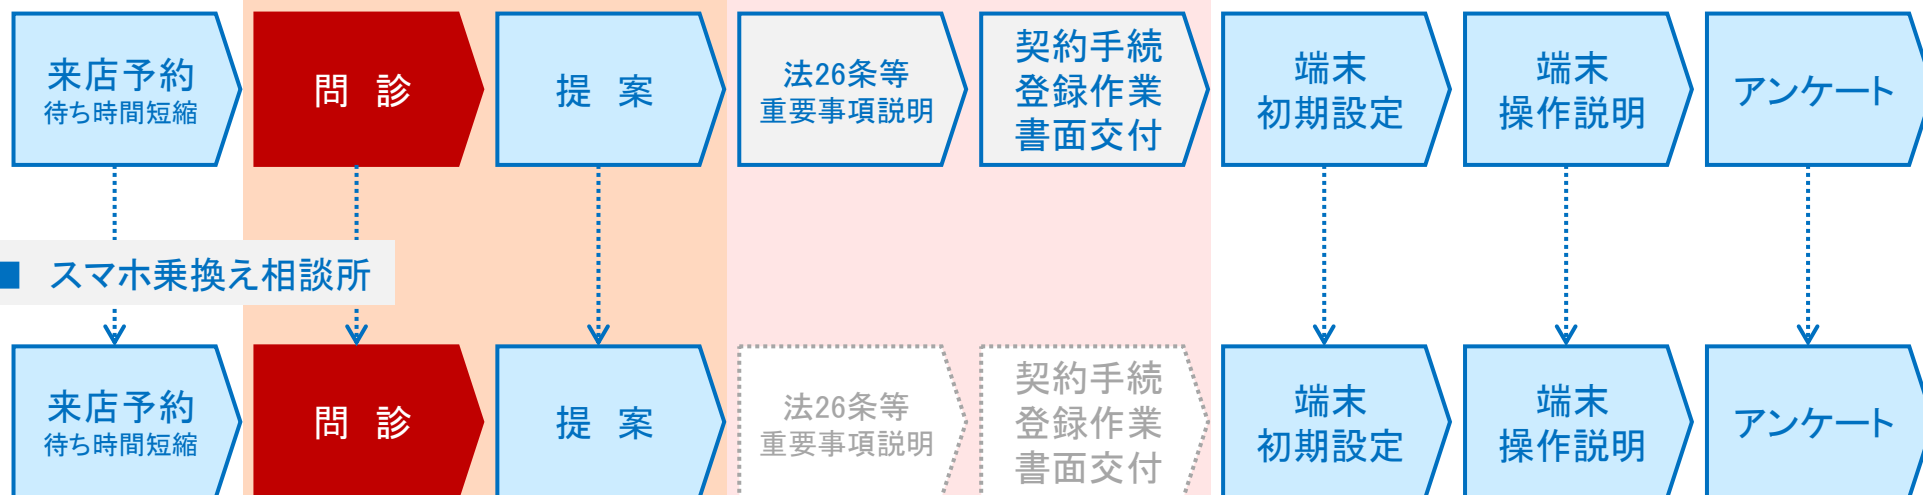 来店予約
待ち時間短縮
問 診
提 案
法26条等
重要事項説明
契約手続
登録作業
書面交付
端末
初期設定
端末
操作説明
アンケート
■ スマホ乗換え相談所
来店予約
待ち時間短縮
問 診
提 案
法26条等
重要事項説明
契約手続
登録作業
書面交付
端末
初期設定
端末
操作説明
アンケート